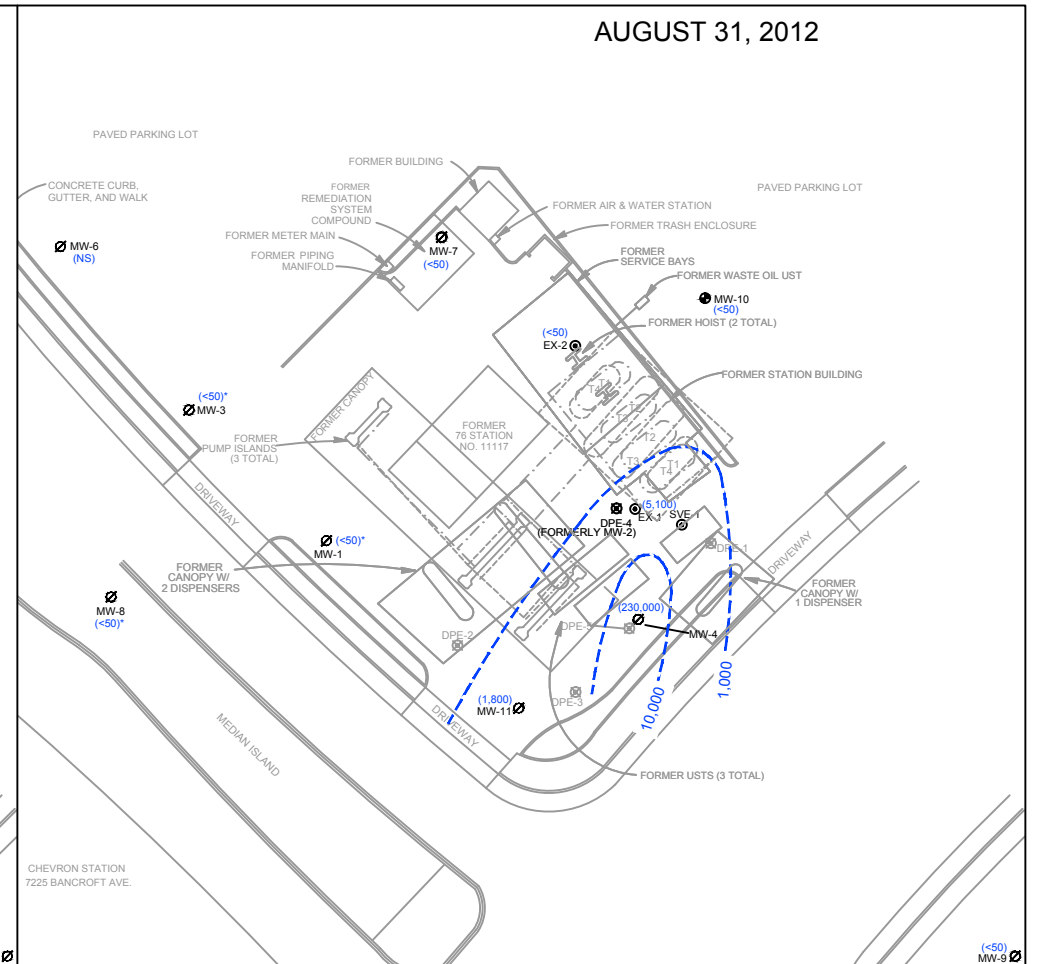 AUGUST 31, 2012
PAVED PARKING LOT
FORMER BUILDING
CONCRETE CURB,
GUTTER, AND WALK
FORMER
REMEDIATION
SYSTEM
COMPOUND
PAVED PARKING LOT
FORMER AIR & WATER STATION
FORMER TRASH ENCLOSURE
FORMER METER MAIN
MW-6
(NS)
MW-7
(<50)
FORMER PIPING
MANIFOLD
FORMER
SERVICE BAYS
FORMER WASTE OIL UST
MW-10
(<50)
FORMER HOIST (2 TOTAL)
(<50)
EX-2
FORMER STATION BUILDING
(<50)*
MW-3
FORMER CANOPY
FORMER
PUMP ISLANDS
(3 TOTAL)
FORMER
76 STATION
NO. 11117
T2
T3
T2
T3
T1
T4
DRIVEWAY
(5,100)
EX-1
SVE-1
DPE-4
(FORMERLY MW-2)
DPE-1
DRIVEWAY
(<50)*
MW-1
FORMER
CANOPY W/
2 DISPENSERS
FORMER
CANOPY W/
1 DISPENSER
MW-8
(<50)*
(230,000)
DPE-5
MW-4
DPE-2
(1,800)
MW-11
DPE-3
10,000
1,000
DRIVEWAY
MEDIAN ISLAND
FORMER USTS (3 TOTAL)
CHEVRON STATION
7225 BANCROFT AVE.
(<50)
MW-9